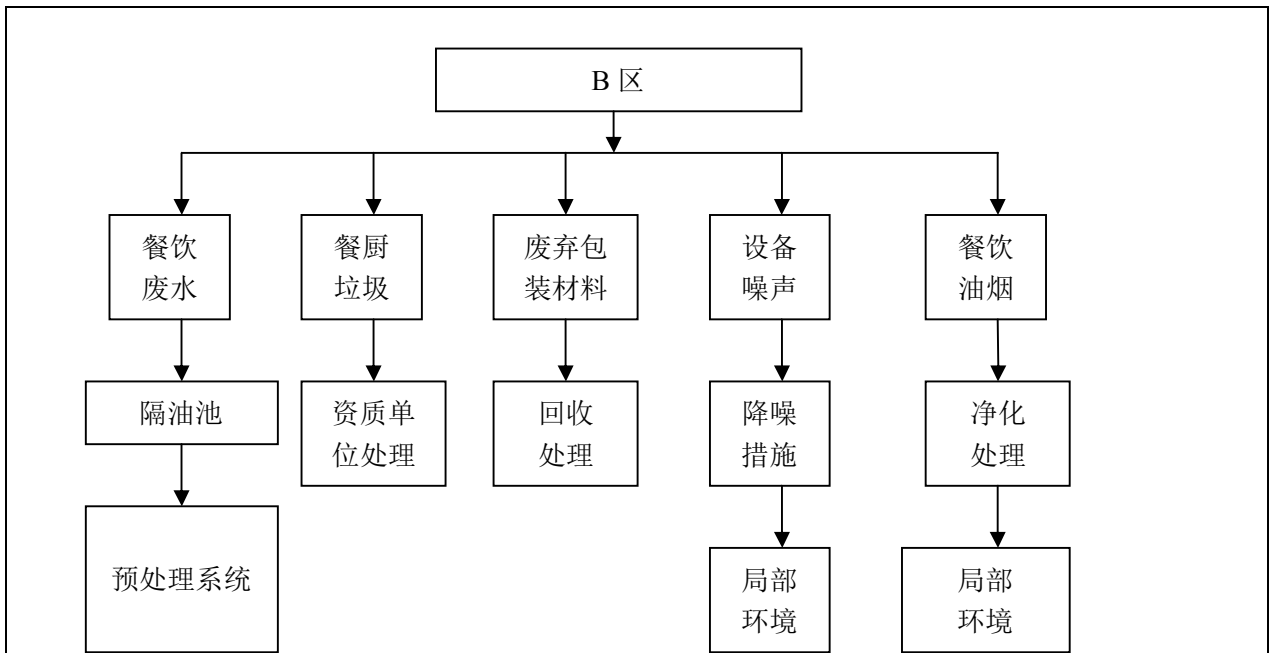 B 区
餐饮
废水
餐厨
垃圾
废弃包
装材料
设备
噪声
餐饮
油烟
隔油池
资质单
位处理
回收
处理
降噪
措施
净化
处理
预处理系统
局部
环境
局部
环境